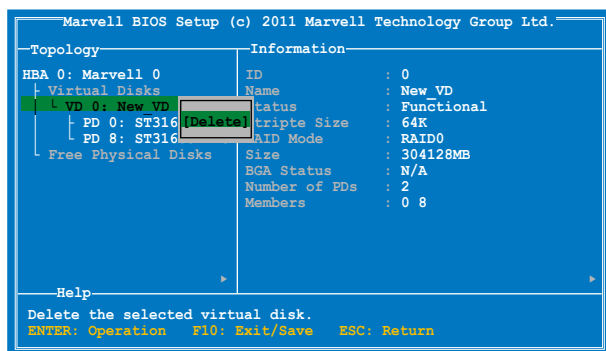 Marvell BIOS Setup (c) 2011 Marvell Technology Group Ltd.
Topology
HBA 0: Marvell 0
Virtual Disks
VD 0: New_VD
PD 0: ST316
PD 8: ST316
Free Physical Disks
[Delete]
Information
ID : 0
Name : New_VD
tatus : Functional
tripte Size : 64K
AID Mode : RAID0
Size : 304128MB
BGA Status : N/A
Number of PDs : 2
Members : 0 8
Help
Delete the selected virtual disk.
ENTER: Operation F10: Exit/Save ESC: Return